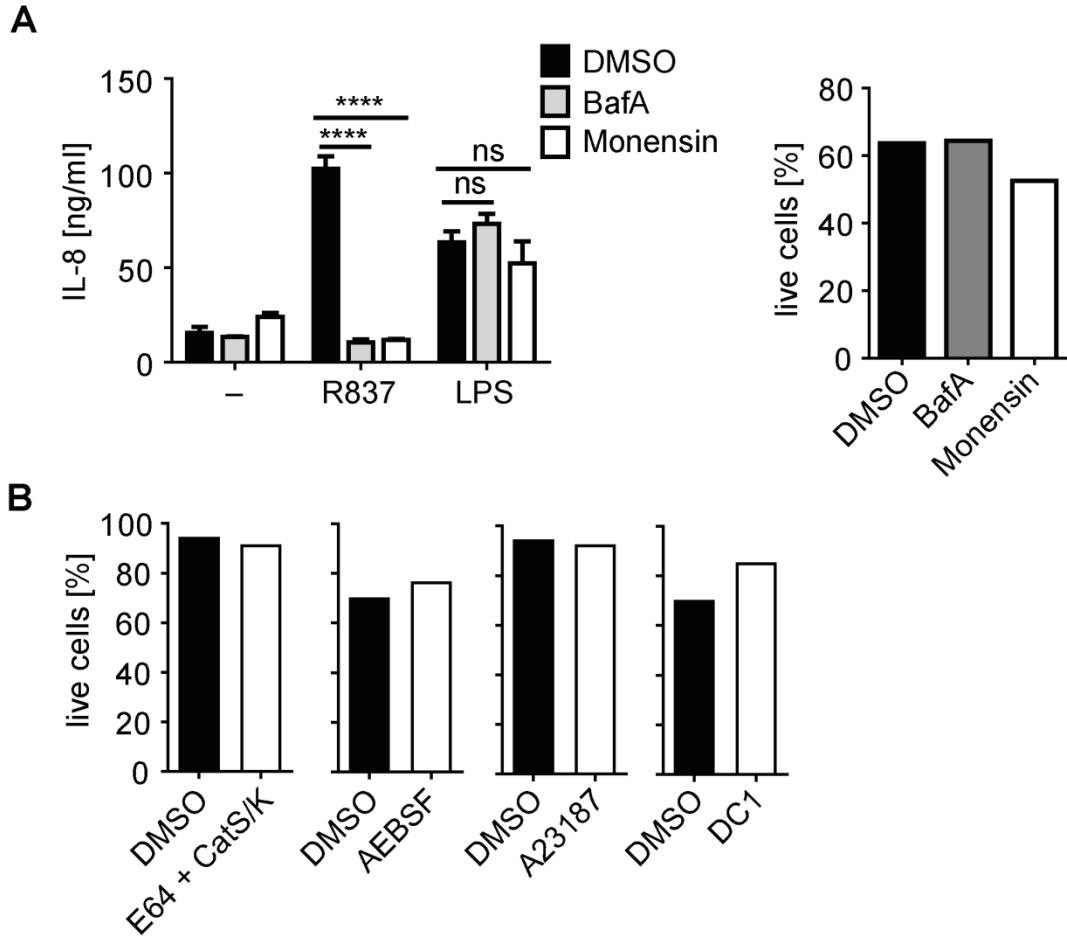 A
DMSO
BafA
Monensin
IL-8 [ng/ml]
150
100
50
0
****
****
ns
ns
–
R837
LPS
live cells [%]
80
60
40
20
0
DMSO
BafA
Monensin
B
live cells [%]
100
80
60
40
20
0
DMSO
E64 + CatS/K
DMSO
AEBSF
DMSO
A23187
DMSO
DC1